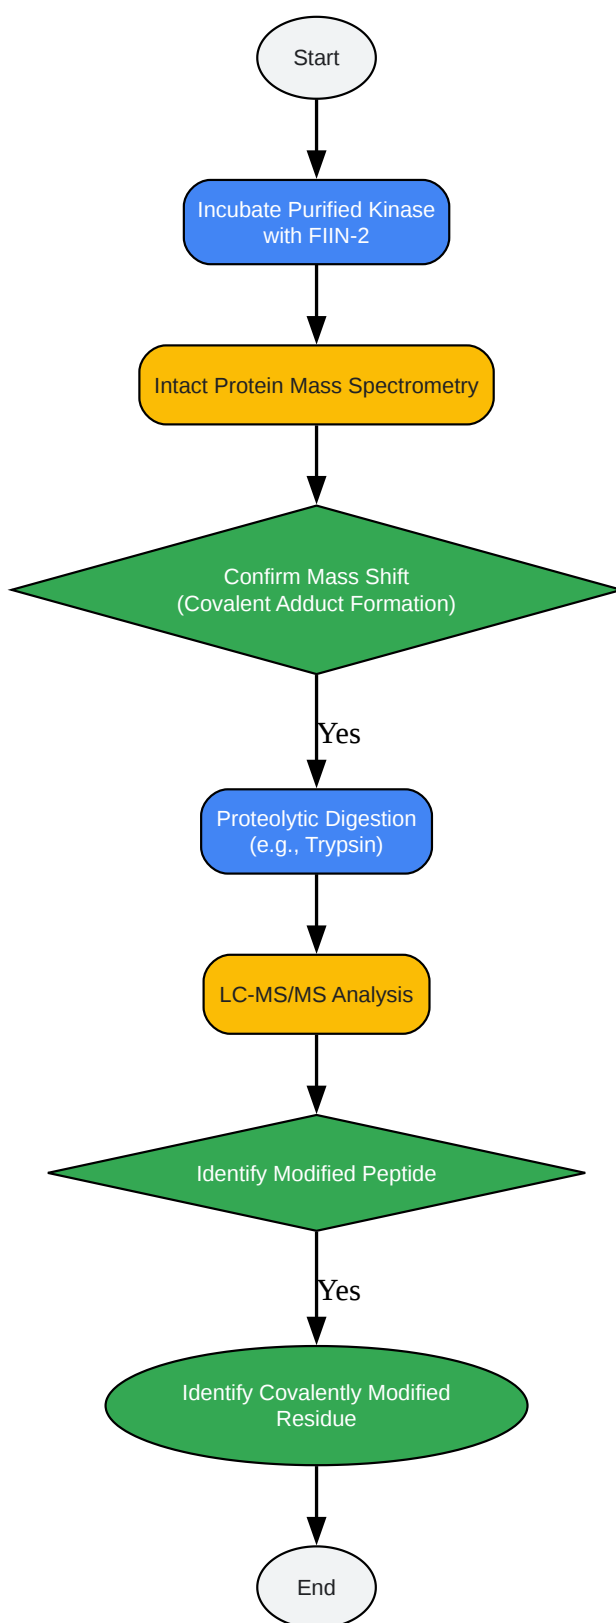 Start
Incubate Purified Kinase
with FIIN-2
Intact Protein Mass Spectrometry
Confirm Mass Shift
(Covalent Adduct Formation)
Yes
Proteolytic Digestion
(e.g., Trypsin)
LC-MS/MS Analysis
Identify Modified Peptide
Yes
Identify Covalently Modified
Residue
End